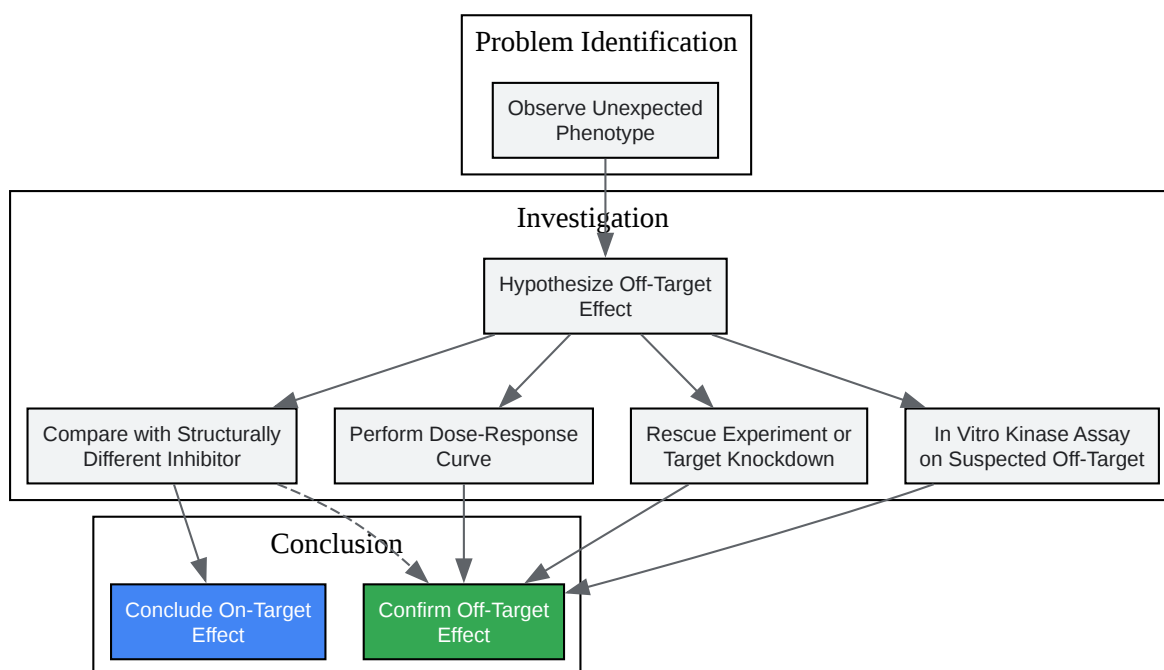 Problem Identification
Observe Unexpected
Phenotype
Investigation
Hypothesize Off-Target
Effect
Compare with Structurally
Different Inhibitor
Perform Dose-Response
Curve
Rescue Experiment or
Target Knockdown
In Vitro Kinase Assay
on Suspected Off-Target
Conclusion
Conclude On-Target
Effect
Confirm Off-Target
Effect